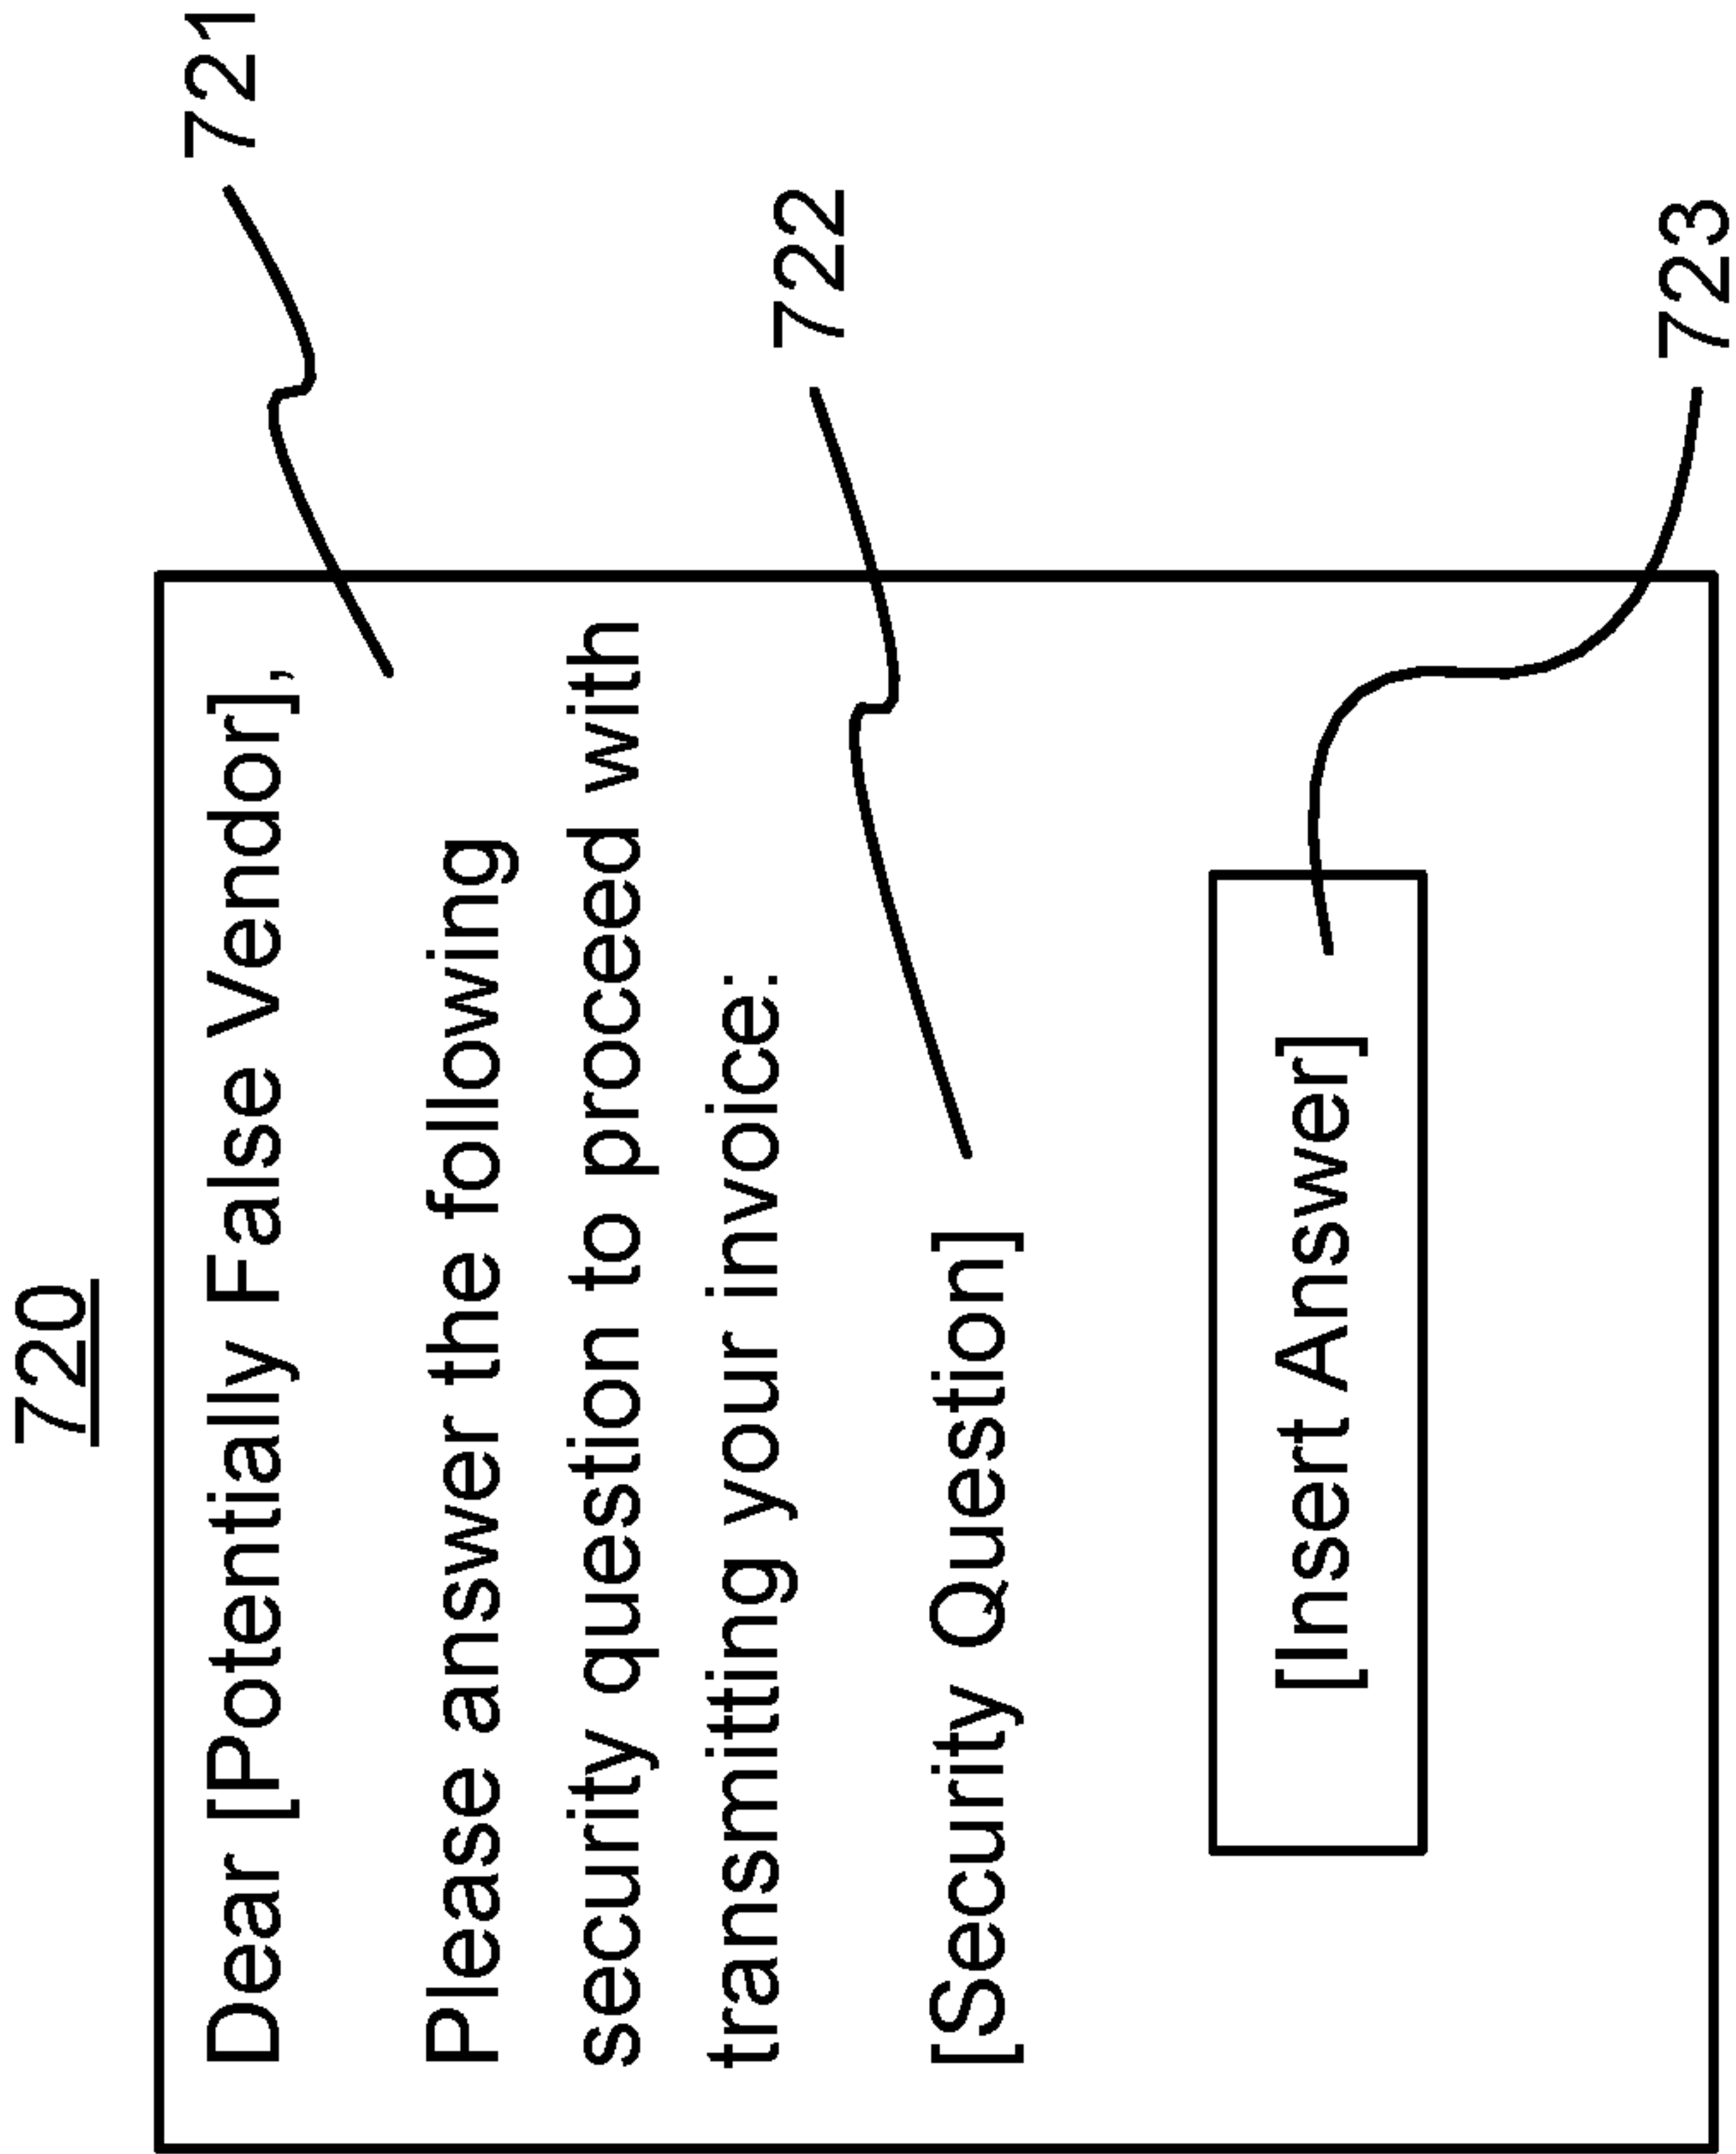 720
Dear [Potentially False Vendor],
721
Please answer the following
security question to proceed with
transmitting your invoice:
722
[Security Question]
[Insert Answer]
723